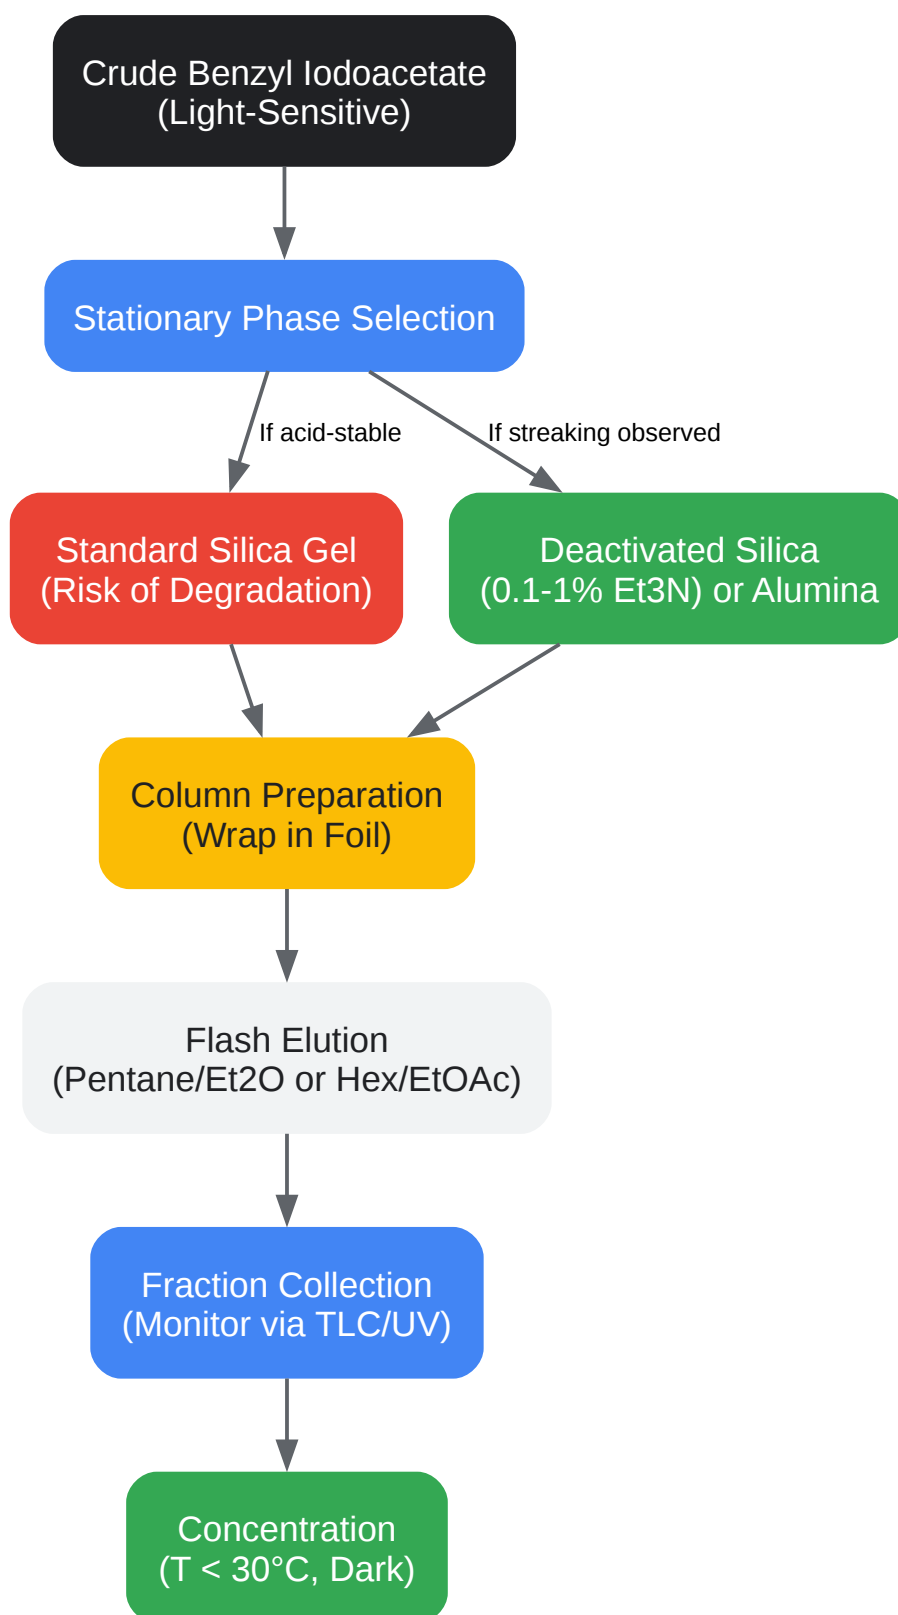 Crude Benzyl Iodoacetate
(Light-Sensitive)
Stationary Phase Selection
If acid-stable
If streaking observed
Standard Silica Gel
(Risk of Degradation)
Deactivated Silica
(0.1-1% Et3N) or Alumina
Column Preparation
(Wrap in Foil)
Flash Elution
(Pentane/Et2O or Hex/EtOAc)
Fraction Collection
(Monitor via TLC/UV)
Concentration
(T < 30°C, Dark)